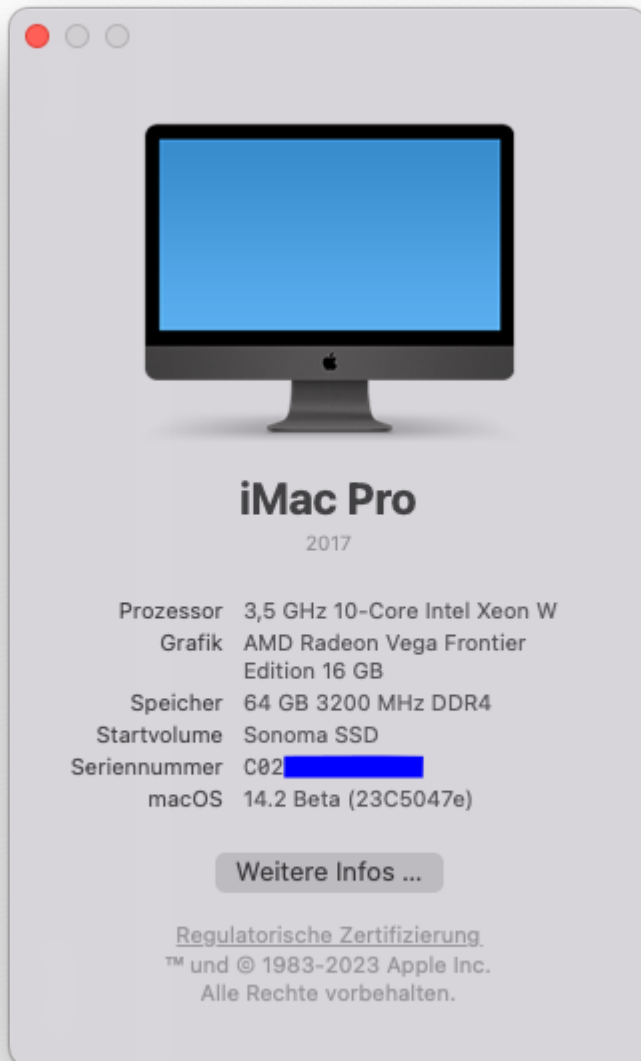 iMac Pro
2017
Prozessor 3,5 GHz 10-Core Intel Xeon W
Grafik AMD Radeon Vega Frontier
Edition 16 GB
Speicher 64 GB 3200 MHz DDR4
Startvolume Sonoma SSD
Seriennummer C02
macOS 14.2 Beta (23C5047e)
Weitere Infos ...
Regulatorische Zertifizierung
™ und © 1983-2023 Apple Inc.
Alle Rechte vorbehalten.